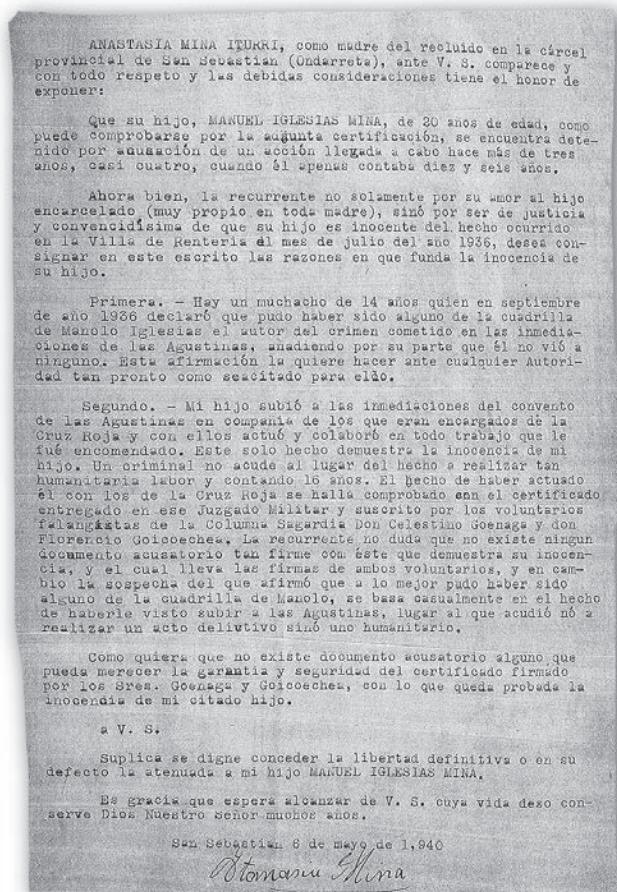 ANASTASIA MINA ITURRI, como madre del recluido en la cárcel
provincial de San Sebastian (Ondarreta), ante V. S. comparece y
con todo respeto y las debidas consideraciones tiene el honor de
exponer:
Que su hijo, MANUEL IGLESIAS MINA, de 20 años de edad, como
puede comprobarse por la adjunta certificación, se encuentra dete-
nido por acusación de un acción llegada a cabo hace más de tres
años, casi cuatro, cuando él apenas contaba diez y seis años.
Ahora bien, la recurrente no solamente por su amor al hijo
encarcelado (muy propio en toda madre), sinó por ser de justicia
y convencidísima de que su hijo es inocente del hecho ocurrido
en la Villa de Renteria el mes de julio del año 1936, desea con-
signar en este escrito las razones en que funda la inocencia de
su hijo.
Primera. - Hay un muchacho de 14 años quien en septiembre
de año 1936 declaró que pudo haber sido alguno de la cuadrilla
de Manolo Iglesias el autor del crimen cometido en las inmedia-
ciones de las Agustinas, añadiendo por su parte que él no vió a
ninguno. Esta afirmación la quiere hacer ante cualquier Autori-
dad tan pronto como seacitado para ello.
Segundo. - Mi hijo subió a las inmediaciones del convento
de las Agustinas en compañia de los que eran encargados de la
Cruz Roja y con ellos actuó y colaboró en todo trabajo que le
fué encomendado. Este solo hecho demuestra la inocencia de mi
hijo. Un criminal no acude al lugar del hecho a realizar tan
humanitaria labor y contando 16 años. El hecho de haber actuado
él con los de la Cruz Roja se halla comprobado con el certificado
entregado en ese Juzgado Militar y suscrito por los voluntarios
falangistas de la Columna Sagardia Don Celestino Goenaga y don
Florencio Goicoechea. La recurrente no duda que no existe ningun
documento acusatorio tan firme com éste que demuestra su inocen-
cia, y el cual lleva las firmas de ambos voluntarios, y en cam-
bio la sospecha del que afirmó que a lo mejor pudo haber sido
alguno de la cuadrilla de Manolo, se basa casualmente en el hecho
de haberle visto subir a las Agustinas, lugar al que acudió nó a
realizar un acto delivtivo sinó uno humanitario.
Como quiera que no existe documento acusatorio alguno que
pueda merecer la garantia y seguridad del certificado firmado
por los Sres. Goenaga y Goicoechea, con lo que queda probada la
inocencia de mi citado hijo.
a V. S.
Suplica se digne conceder la libertad definitiva o en su
defecto la atenuada a mi hijo MANUEL IGLESIAS MINA.
Es gracia que espera alcanzar de V. S. cuya vida deso con-
serve Dios Nuestro Señor muchos años.
San Sebastian 6 de mayo de 1.940
Atanasia Mina